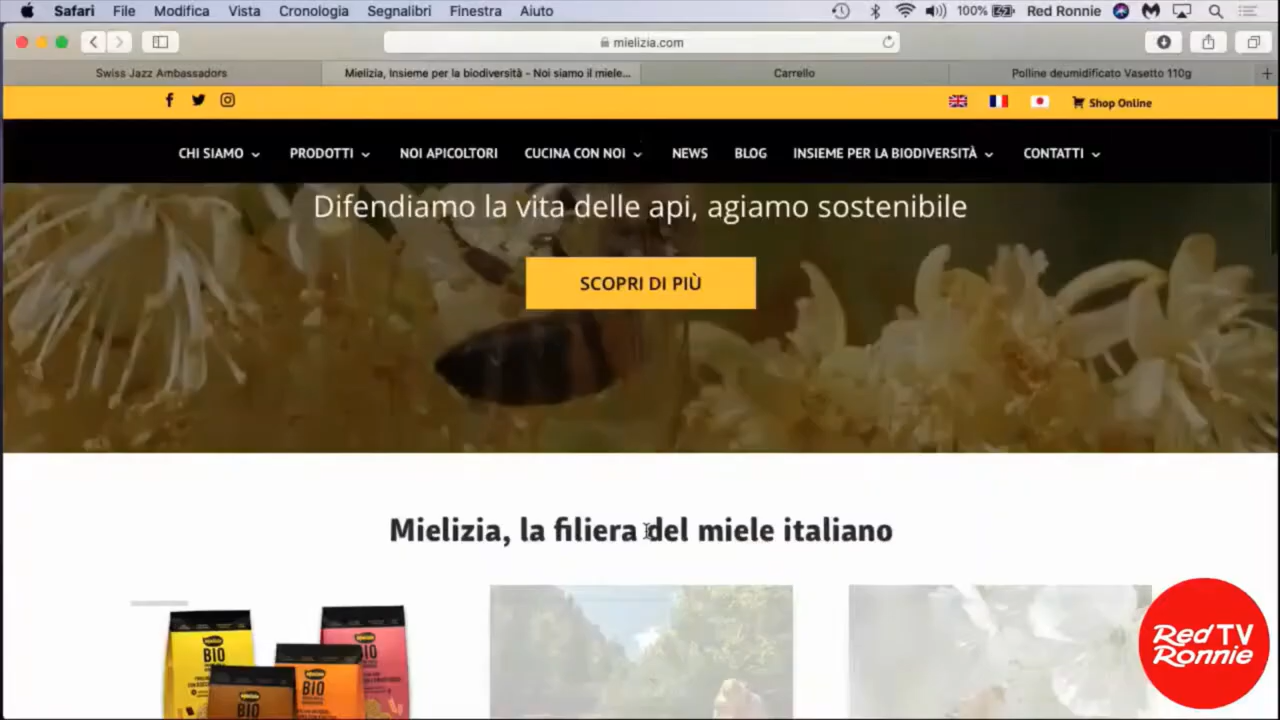 Safari File Modifica Vista Cronologia Segnalibri Finestra Aiuto 100% Red Ronnie
mielizia.com
Swiss Jazz Ambassadors Mielizia, Insieme per la biodiversità - Noi siamo il miele... Carrello Polline deumidificato Vasetto 110g
Shop Online
CHI SIAMO PRODOTTI NOI APICOLTORI CUCINA CON NOI NEWS BLOG INSIEME PER LA BIODIVERSITÀ CONTATTI
Difendiamo la vita delle api, agiamo sostenibile
SCOPRI DI PIÙ
Mielizia, la filiera del miele italiano
BIO
BIO
BIO
BIO
Red TV
Ronnie